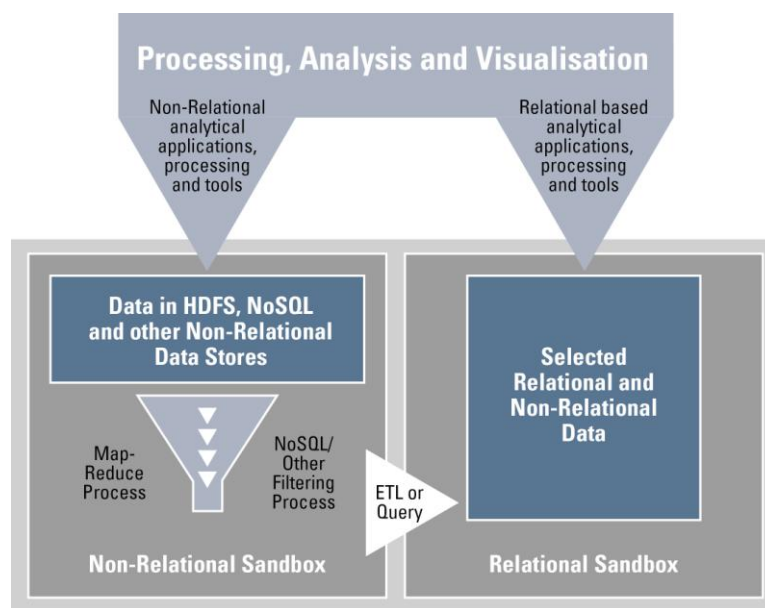 Processing, Analysis and Visualisation
Non-Relational
analytical
applications,
processing
and tools
Relational based
analytical
applications,
processing
and tools
Data in HDFS, NoSQL
and other Non-Relational
Data Stores
Map-
Reduce
Process
NoSQL/
Other
Filtering
Process
ETL or
Query
Selected
Relational and
Non-Relational
Data
Non-Relational Sandbox
Relational Sandbox